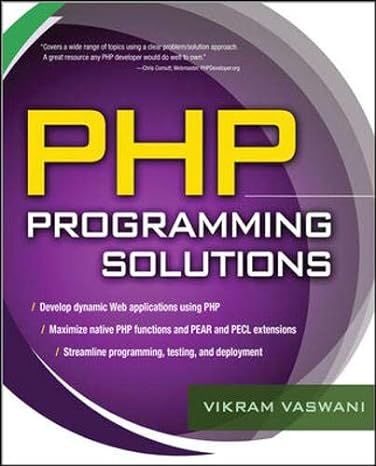 "Covers a wide range of topics using a clear problem/solution approach.
A great resource any PHP developer would do well to own."
—Chris Cornutt, Webmaster, PHPDeveloper.org
PHP
PROGRAMMING
SOLUTIONS
/ Develop dynamic Web applications using PHP
/ Maximize native PHP functions and PEAR and PECL extensions
/ Streamline programming, testing, and deployment
VIKRAM VASWANI